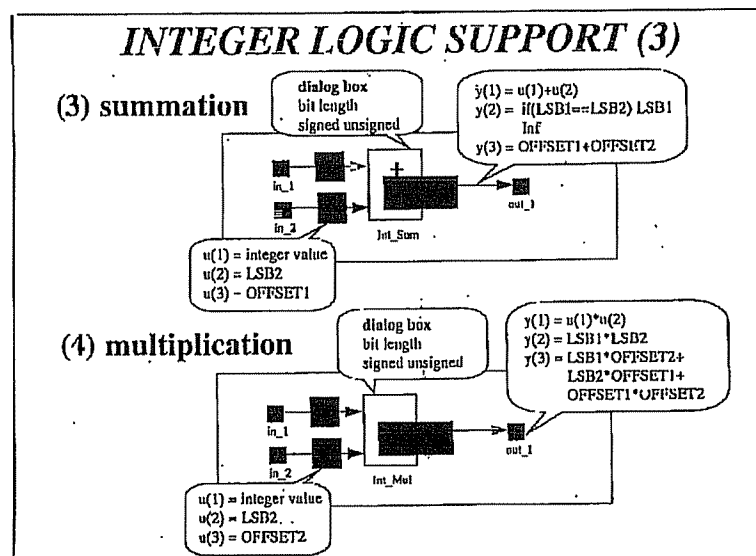 INTEGER LOGIC SUPPORT (3)
(3) summation
dialog box
bit length
signed unsigned
y(1) = u(1)+u(2)
y(2) = if(LSB1==LSB2) LSB1
Inf
y(3) = OFFSET1+OFFSET2
in_1
in_2
+
Int_Sum
out_1
u(1) = integer value
u(2) = LSB2
u(3) = OFFSET1
(4) multiplication
dialog box
bit length
signed unsigned
y(1) = u(1)*u(2)
y(2) = LSB1*LSB2
y(3) = LSB1*OFFSET2+
LSB2*OFFSET1+
OFFSET1*OFFSET2
in_1
in_2
Int_Mul
out_1
u(1) = integer value
u(2) = LSB2
u(3) = OFFSET2